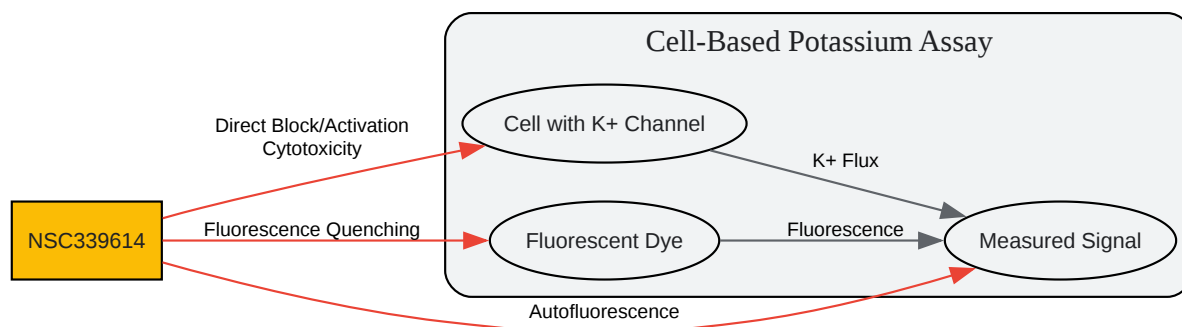 Cell-Based Potassium Assay
Direct Block/Activation
Cytotoxicity
Cell with K+ Channel
K+ Flux
NSC339614
Fluorescence Quenching
Fluorescent Dye
Fluorescence
Measured Signal
Autofluorescence